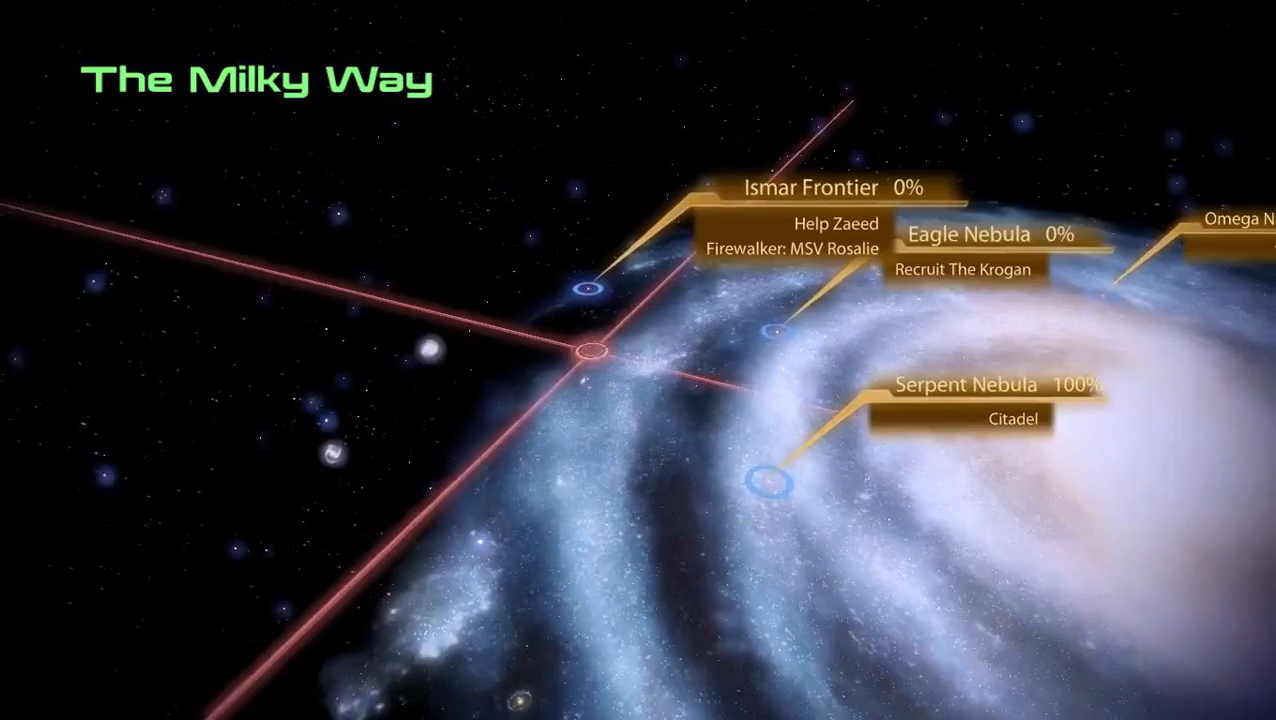 The Milky Way
Ismar Frontier 0%
Help Zaeed
Firewalker: MSV Rosalie
Omega N
Eagle Nebula 0%
Recruit The Krogan
Serpent Nebula 100%
Citadel